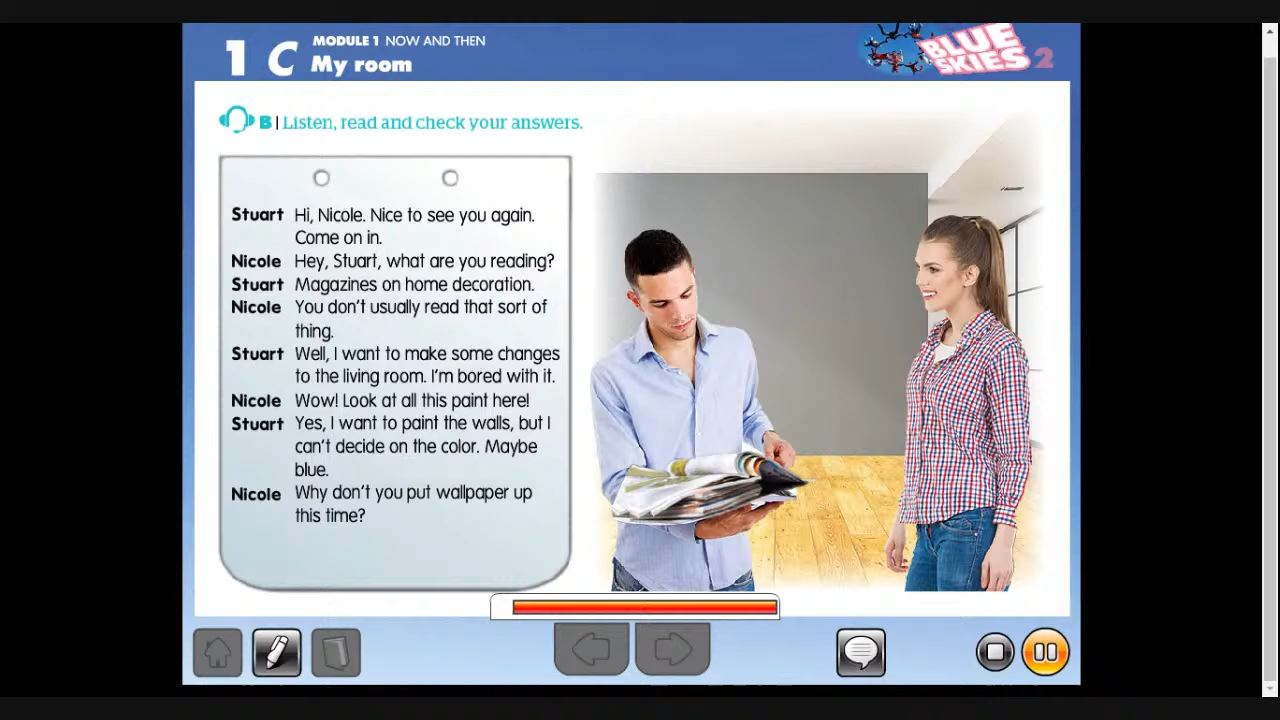 1 C
MODULE 1 NOW AND THEN
My room
BLUE
SKIES 2
B | Listen, read and check your answers.
Stuart Hi, Nicole. Nice to see you again.
Come on in.
Nicole Hey, Stuart, what are you reading?
Stuart Magazines on home decoration.
Nicole You don't usually read that sort of
thing.
Stuart Well, I want to make some changes
to the living room. I'm bored with it.
Nicole Wow! Look at all this paint here!
Stuart Yes, I want to paint the walls, but I
can't decide on the color. Maybe
blue.
Nicole Why don't you put wallpaper up
this time?